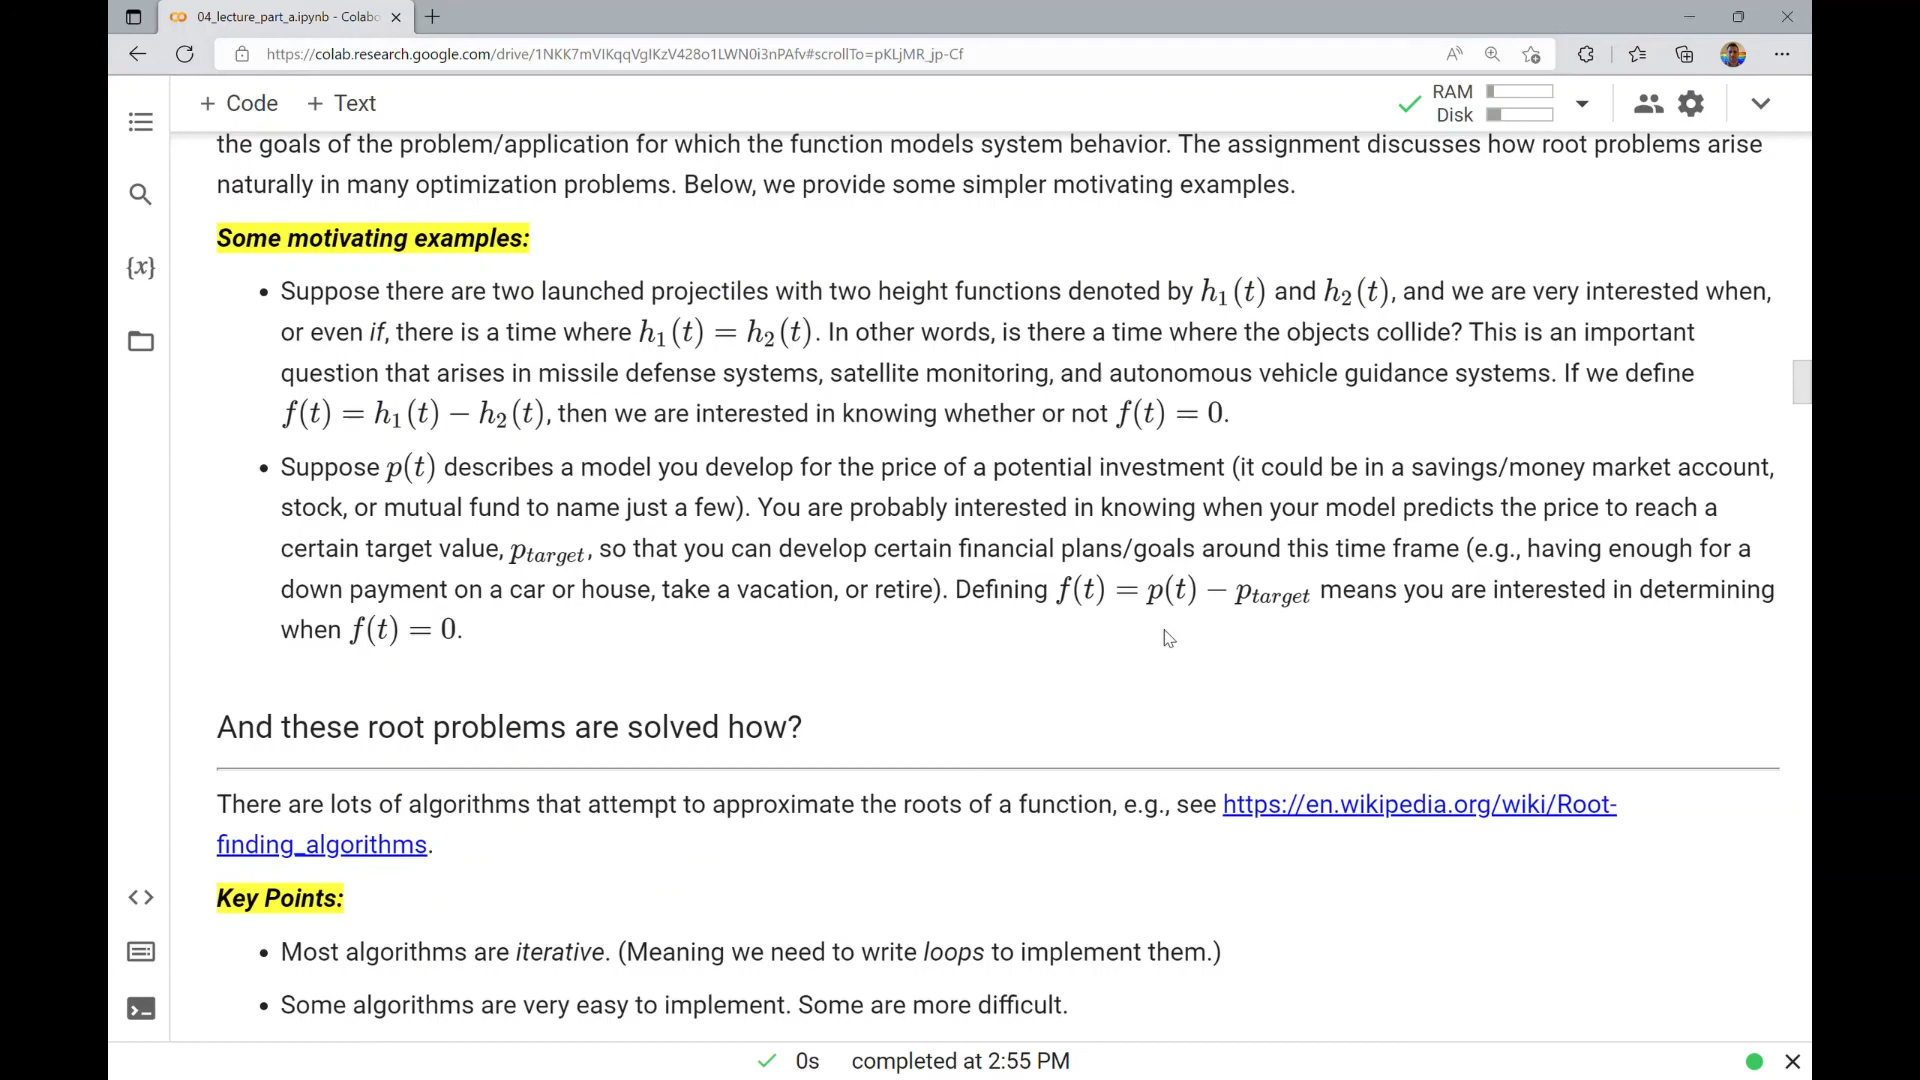 04_lecture_part_a.ipynb - Colabo
https://colab.research.google.com/drive/1NKK7mVIKqqVgIKzV428o1LWN0i3nPAfv#scrollTo=pKLjMR_jp-Cf
+ Code + Text
RAM
Disk
the goals of the problem/application for which the function models system behavior. The assignment discusses how root problems arise
naturally in many optimization problems. Below, we provide some simpler motivating examples.
Some motivating examples:
• Suppose there are two launched projectiles with two height functions denoted by h₁(t) and h₂(t), and we are very interested when,
or even if, there is a time where h₁(t) = h₂(t). In other words, is there a time where the objects collide? This is an important
question that arises in missile defense systems, satellite monitoring, and autonomous vehicle guidance systems. If we define
f(t) = h₁(t) − h₂(t), then we are interested in knowing whether or not f(t) = 0.
• Suppose p(t) describes a model you develop for the price of a potential investment (it could be in a savings/money market account,
stock, or mutual fund to name just a few). You are probably interested in knowing when your model predicts the price to reach a
certain target value, p_target, so that you can develop certain financial plans/goals around this time frame (e.g., having enough for a
down payment on a car or house, take a vacation, or retire). Defining f(t) = p(t) − p_target means you are interested in determining
when f(t) = 0.
And these root problems are solved how?
There are lots of algorithms that attempt to approximate the roots of a function, e.g., see https://en.wikipedia.org/wiki/Root-
finding_algorithms.
Key Points:
• Most algorithms are iterative. (Meaning we need to write loops to implement them.)
• Some algorithms are very easy to implement. Some are more difficult.
0s completed at 2:55 PM